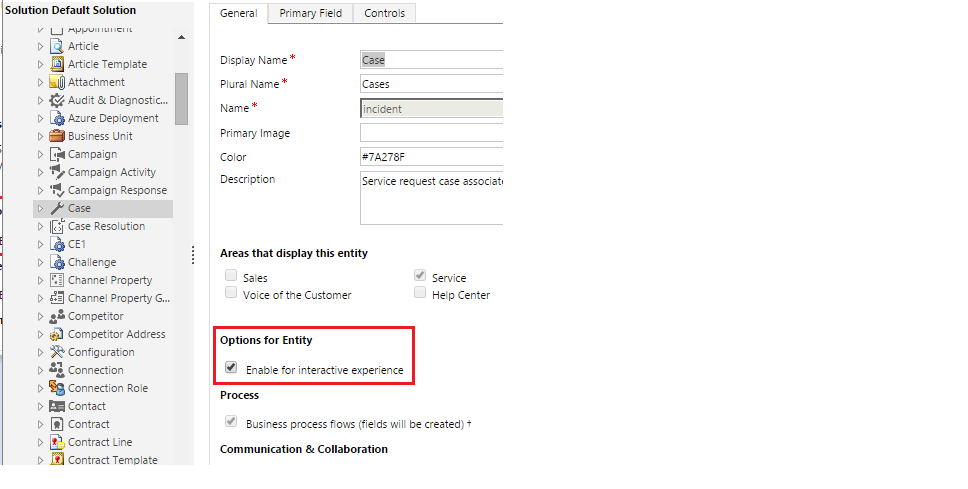 Solution Default Solution
Appointment
Article
Article Template
Attachment
Audit & Diagnostic...
Azure Deployment
Business Unit
Campaign
Campaign Activity
Campaign Response
Case
Case Resolution
CE1
Challenge
Channel Property
Channel Property G...
Competitor
Competitor Address
Configuration
Connection
Connection Role
Contact
Contract
Contract Line
Contract Template
General
Primary Field
Controls
Display Name *
Case
Plural Name *
Cases
Name *
incident
Primary Image
Color
#7A278F
Description
Service request case associate
Areas that display this entity
Sales
Service
Voice of the Customer
Help Center
Options for Entity
Enable for interactive experience
Process
Business process flows (fields will be created) †
Communication & Collaboration